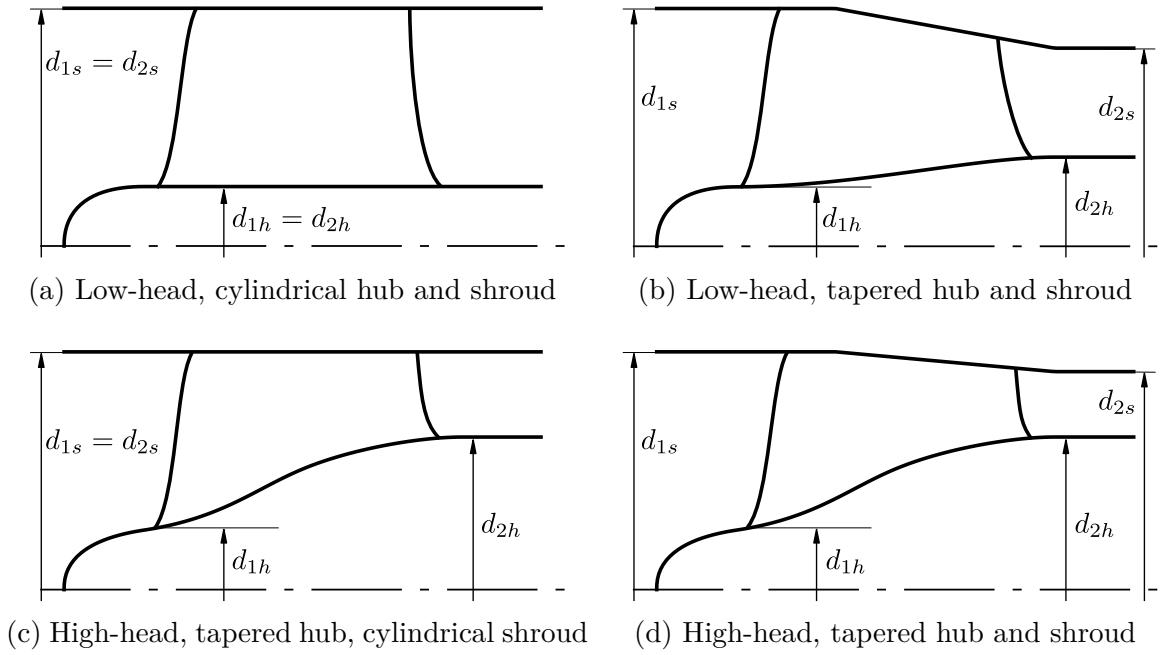 d1s = d2s
d1h = d2h
(a) Low-head, cylindrical hub and shroud
d1s
d2s
d1h
d2h
(b) Low-head, tapered hub and shroud
d1s = d2s
d1h
d2h
(c) High-head, tapered hub, cylindrical shroud
d1s
d2s
d1h
d2h
(d) High-head, tapered hub and shroud